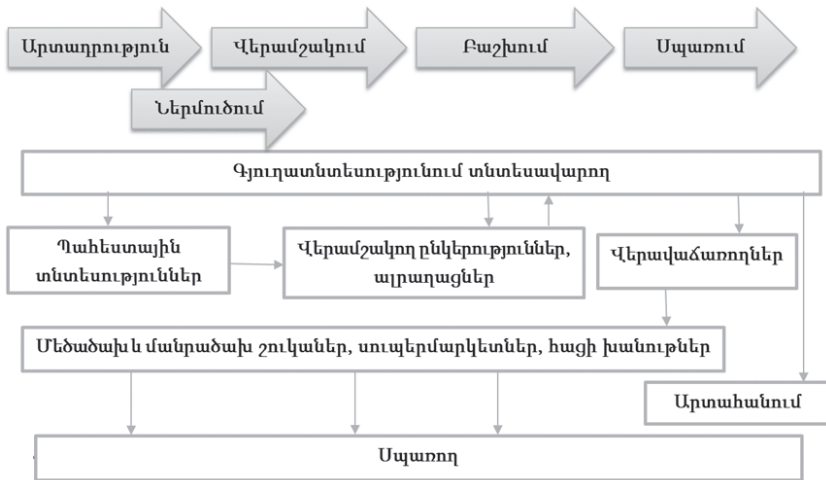 Արտադրություն
Վերամշակում
Բաշխում
Սպառում
Ներմուծում
Գյուղատնտեսությունում տնտեսավարող
Պահեստային
տնտեսություններ
Վերամշակող ընկերություններ,
ալրաղացներ
Վերավաճառողներ
Մեծածախ և մանրածախ շուկաներ, սուպերմարկետներ, հացի խանութներ
Արտահանում
Սպառող